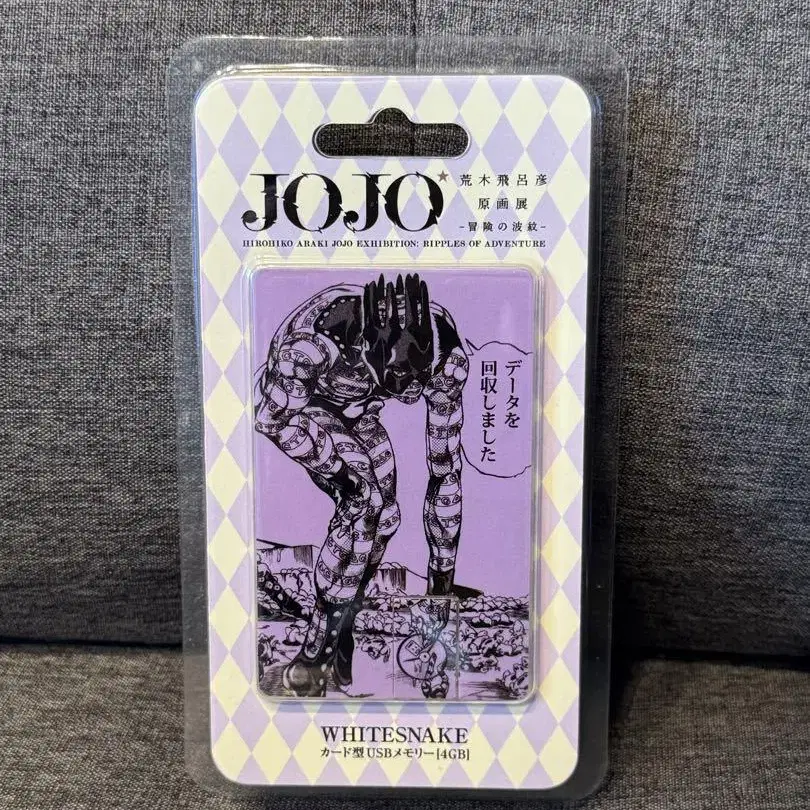 JOJO
荒木飛呂彦
原画展
-冒険の波紋-
HIROHIKO ARAKI JOJO EXHIBITION: RIPPLES OF ADVENTURE
データを
回収しました
WHITESNAKE
カード型 USBメモリー[4GB]